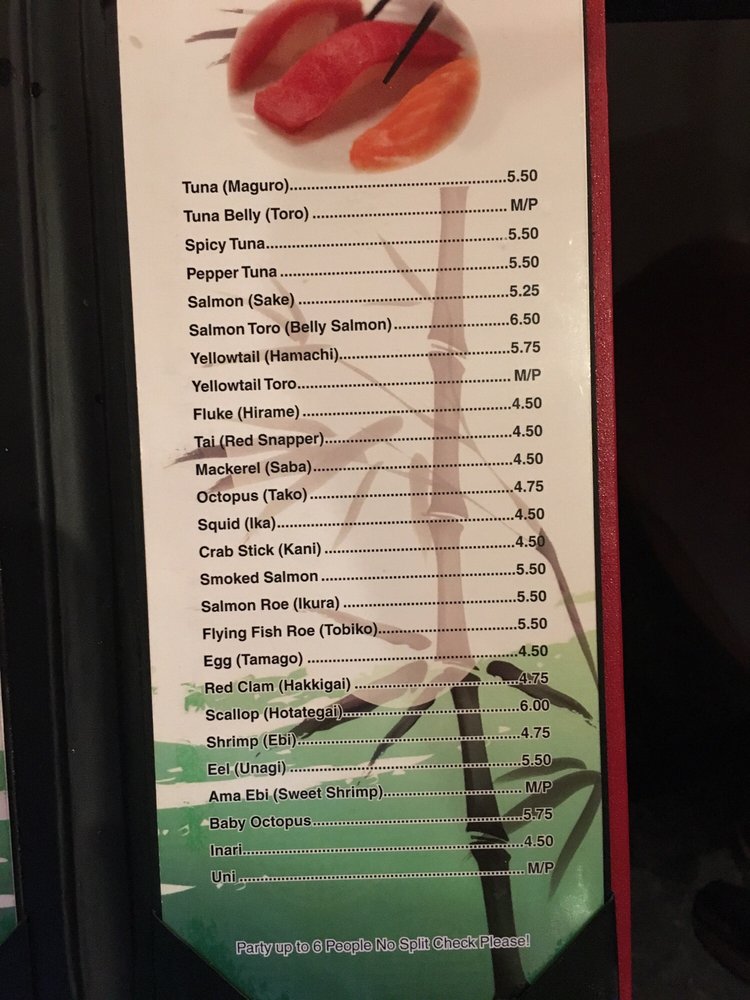 Tuna (Maguro)..................................................5.50
Tuna Belly (Toro) ............................................. M/P
Spicy Tuna........................................................5.50
Pepper Tuna .....................................................5.50
Salmon (Sake) .................................................5.25
Salmon Toro (Belly Salmon)...........................6.50
Yellowtail (Hamachi)........................................5.75
Yellowtail Toro.................................................. M/P
Fluke (Hirame) .................................................4.50
Tai (Red Snapper)............................................4.50
Mackerel (Saba)...............................................4.50
Octopus (Tako) ................................................4.75
Squid (Ika)........................................................4.50
Crab Stick (Kani) .............................................4.50
Smoked Salmon ..............................................5.50
Salmon Roe (Ikura) .........................................5.50
Flying Fish Roe (Tobiko).................................5.50
Egg (Tamago) ..................................................4.50
Red Clam (Hakkigai) .......................................4.75
Scallop (Hotategai)..........................................6.00
Shrimp (Ebi).....................................................4.75
Eel (Unagi) .......................................................5.50
Ama Ebi (Sweet Shrimp)................................. M/P
Baby Octopus..................................................5.75
Inari...................................................................4.50
Uni .................................................................... M/P
Party up to 6 People No Split Check Please!